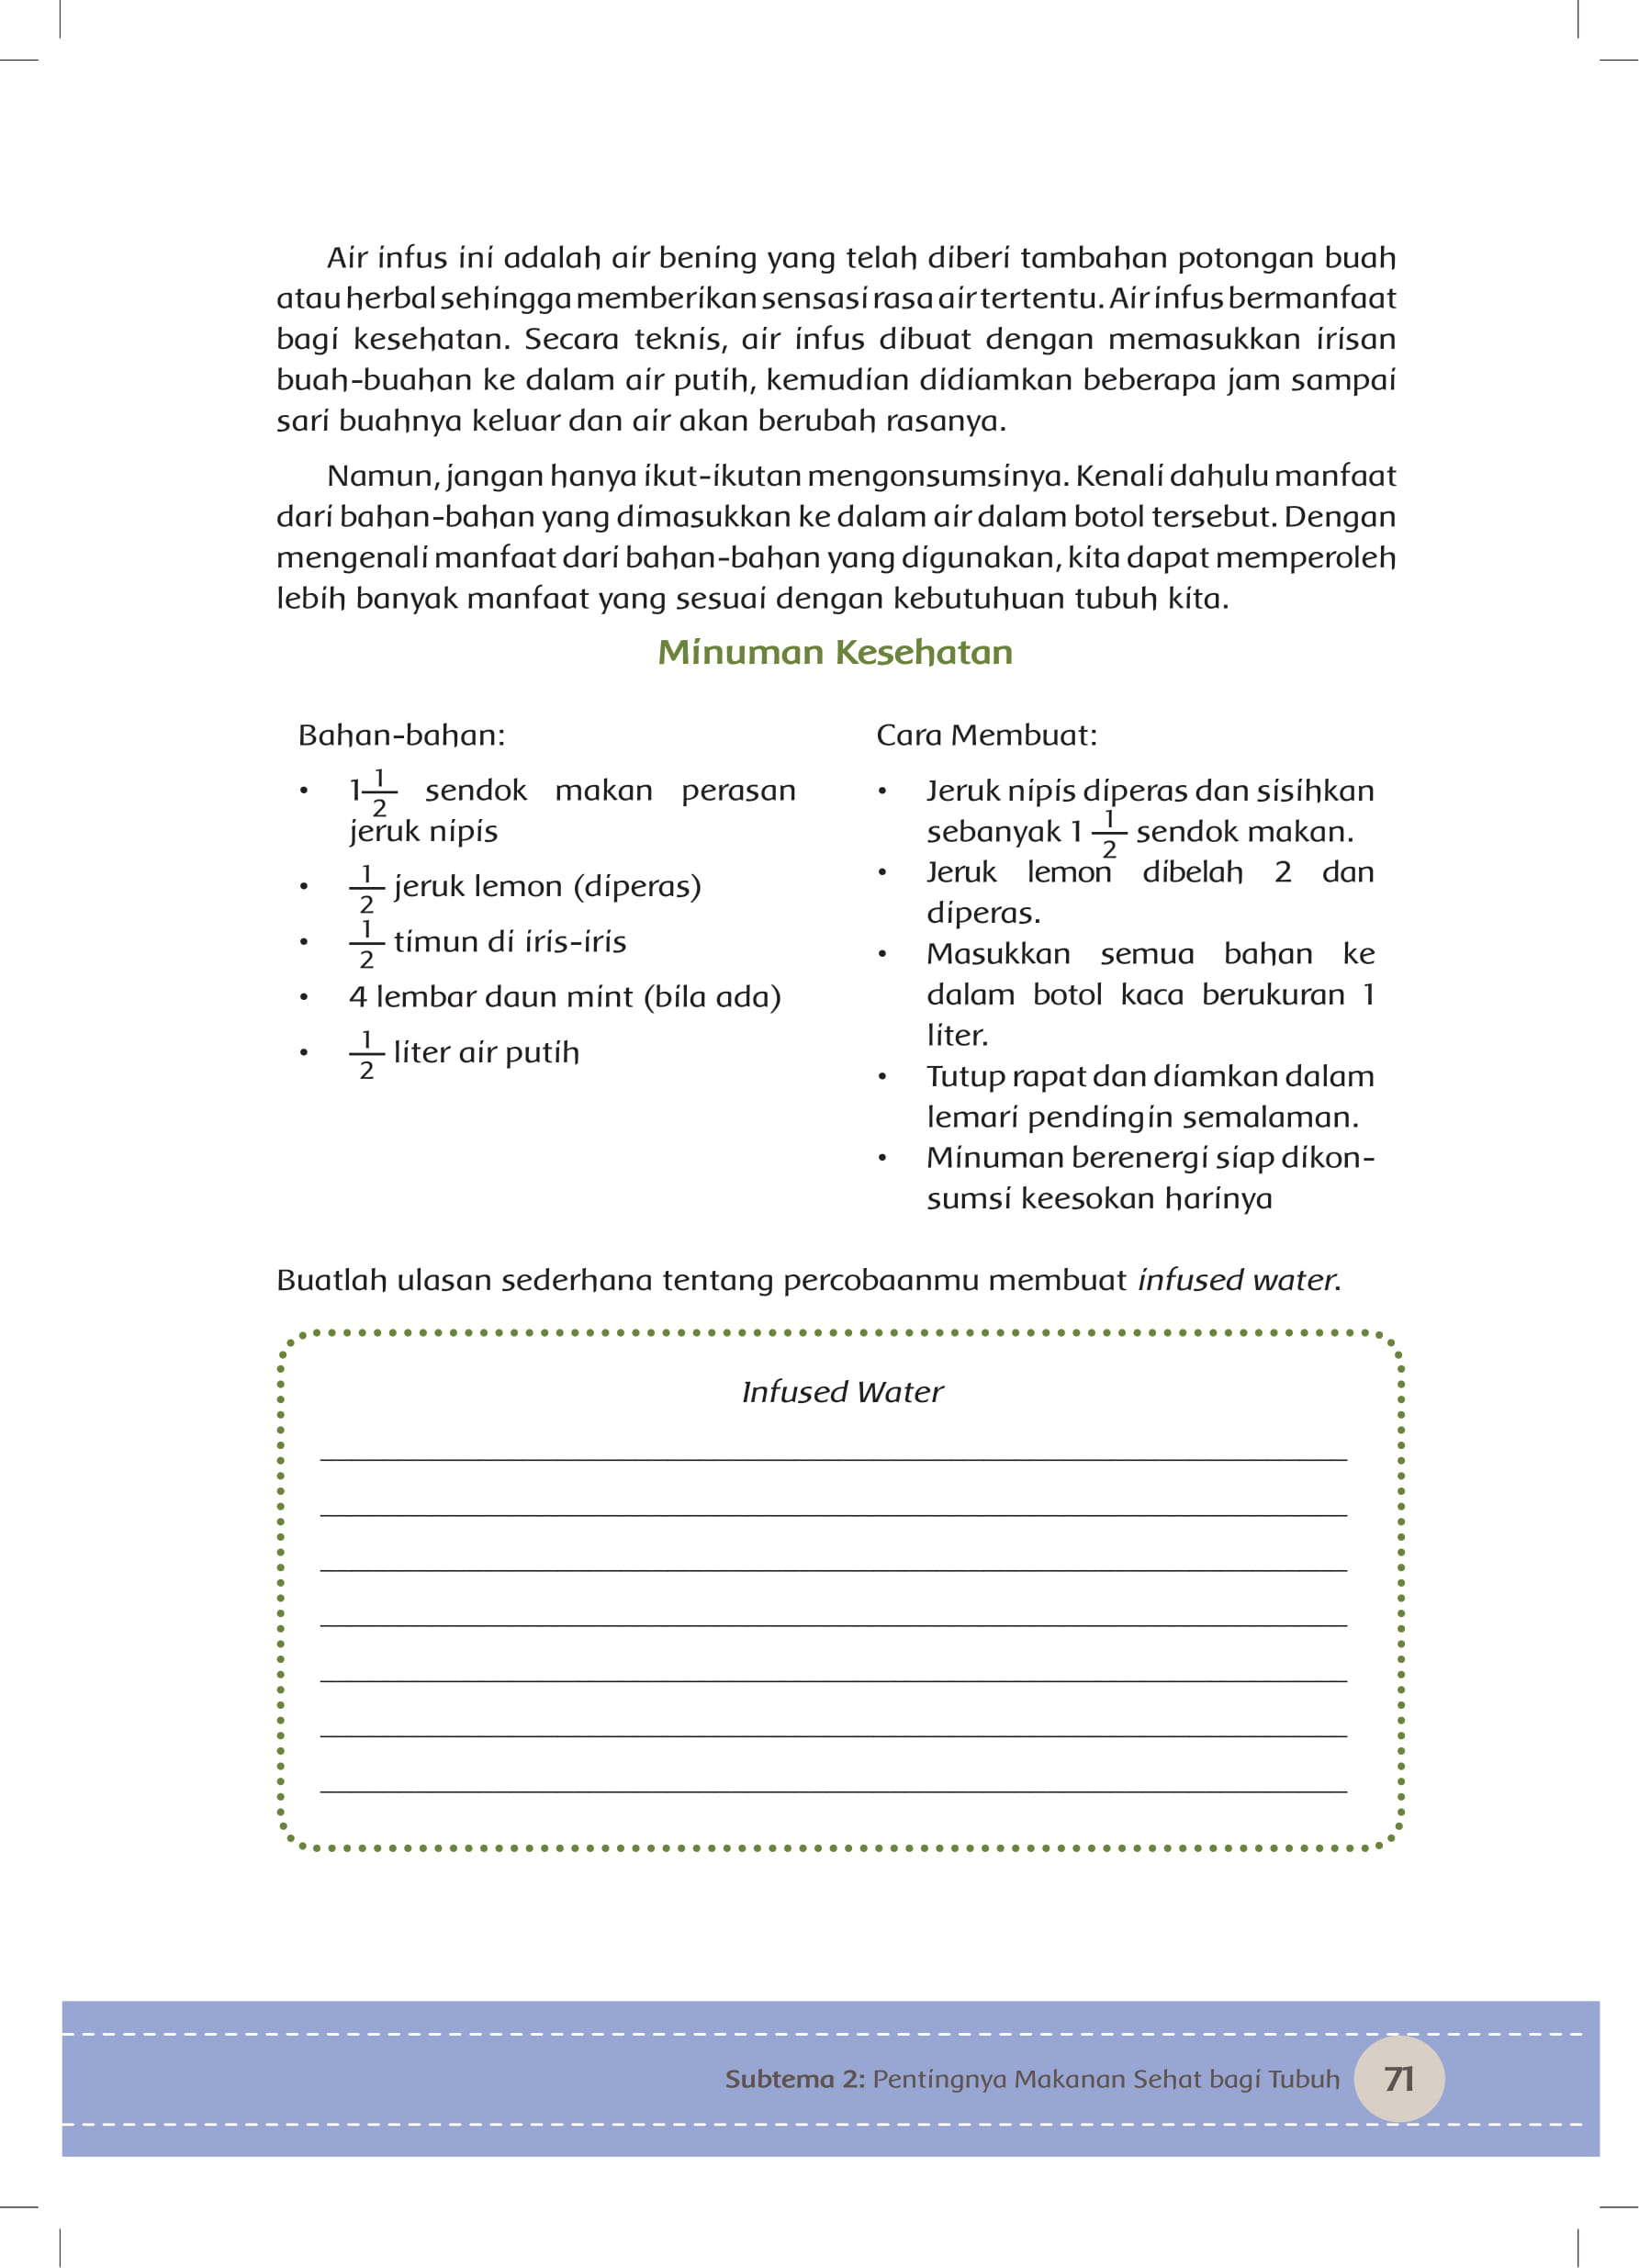 Air infus ini adalah air bening yang telah diberi tambahan potongan buah
atau herbal sehingga memberikan sensasi rasa air tertentu. Air infus bermanfaat
bagi kesehatan. Secara teknis, air infus dibuat dengan memasukkan irisan
buah-buahan ke dalam air putih, kemudian didiamkan beberapa jam sampai
sari buahnya keluar dan air akan berubah rasanya.
Namun, jangan hanya ikut-ikutan mengonsumsinya. Kenali dahulu manfaat
dari bahan-bahan yang dimasukkan ke dalam air dalam botol tersebut. Dengan
mengenali manfaat dari bahan-bahan yang digunakan, kita dapat memperoleh
lebih banyak manfaat yang sesuai dengan kebutuhuan tubuh kita.
Minuman Kesehatan
Bahan-bahan:
• 1 1/2 sendok makan perasan
jeruk nipis
• 1/2 jeruk lemon (diperas)
• 1/2 timun di iris-iris
• 4 lembar daun mint (bila ada)
• 1/2 liter air putih
Cara Membuat:
• Jeruk nipis diperas dan sisihkan
sebanyak 1 1/2 sendok makan.
• Jeruk lemon dibelah 2 dan
diperas.
• Masukkan semua bahan ke
dalam botol kaca berukuran 1
liter.
• Tutup rapat dan diamkan dalam
lemari pendingin semalaman.
• Minuman berenergi siap dikon-
sumsi keesokan harinya
Buatlah ulasan sederhana tentang percobaanmu membuat infused water.
Infused Water
Subtema 2: Pentingnya Makanan Sehat bagi Tubuh
71